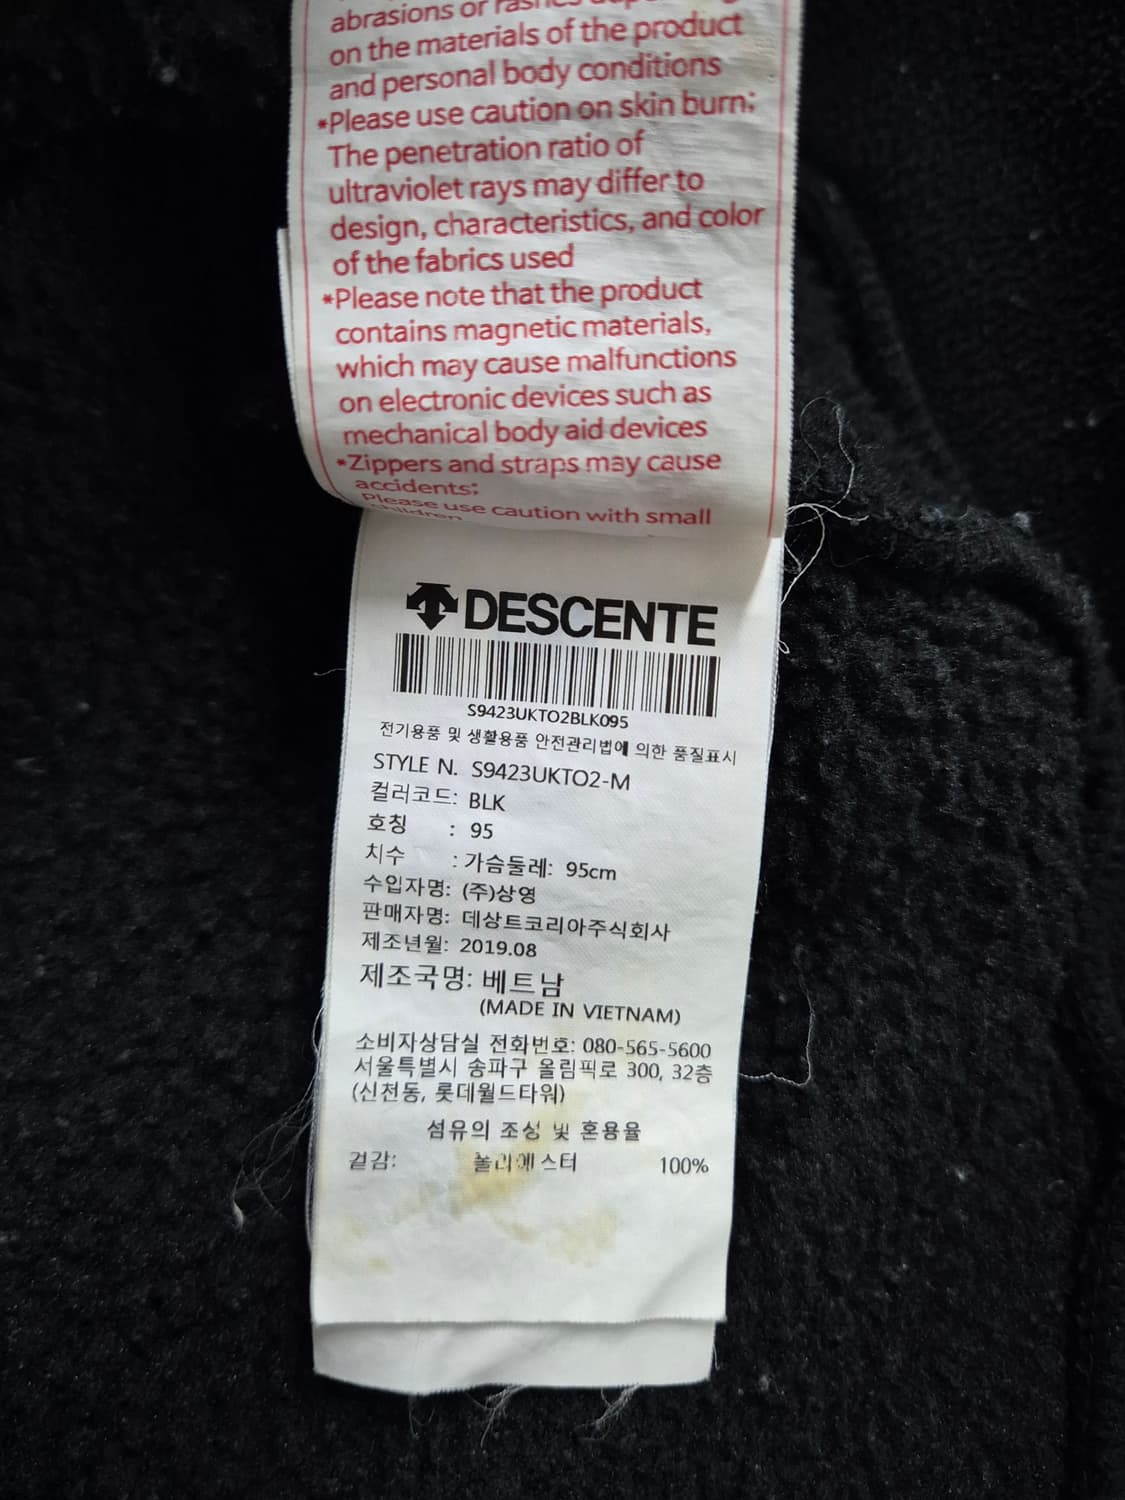 abrasions or
on the materials of the product
and personal body conditions
*Please use caution on skin burn;
The penetration ratio of
ultraviolet rays may differ to
design, characteristics, and color
of the fabrics used
*Please note that the product
contains magnetic materials,
which may cause malfunctions
on electronic devices such as
mechanical body aid devices
*Zippers and straps may cause
accidents;
Please use caution with small
children
DESCENTE
S9423UKTO2BLK095
전기용품 및 생활용품 안전관리법에 의한 품질표시
STYLE N. S9423UKTO2-M
컬러코드: BLK
호칭 : 95
치수 : 가슴둘레: 95cm
수입자명: (주)상영
판매자명: 데상트코리아주식회사
제조년월: 2019.08
제조국명: 베트남
(MADE IN VIETNAM)
소비자상담실 전화번호: 080-565-5600
서울특별시 송파구 올림픽로 300, 32층
(신천동, 롯데월드타워)
섬유의 조성 및 혼용율
겉감: 폴리에스터 100%